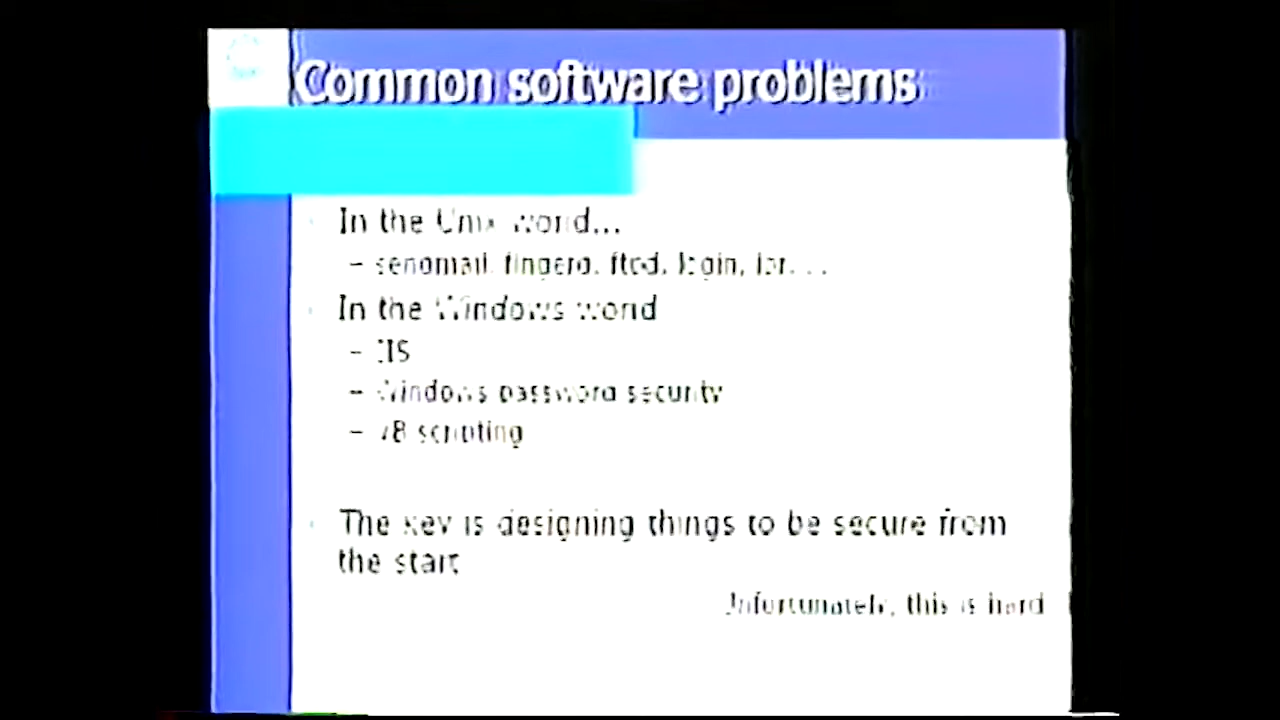 Common software problems
In the Unix world...
– sendmail, fingerd, ftpd, login, lpr, ...
In the Windows world
– IIS
– Windows password security
– VB scripting
The key is designing things to be secure from
the start
Unfortunately, this is hard